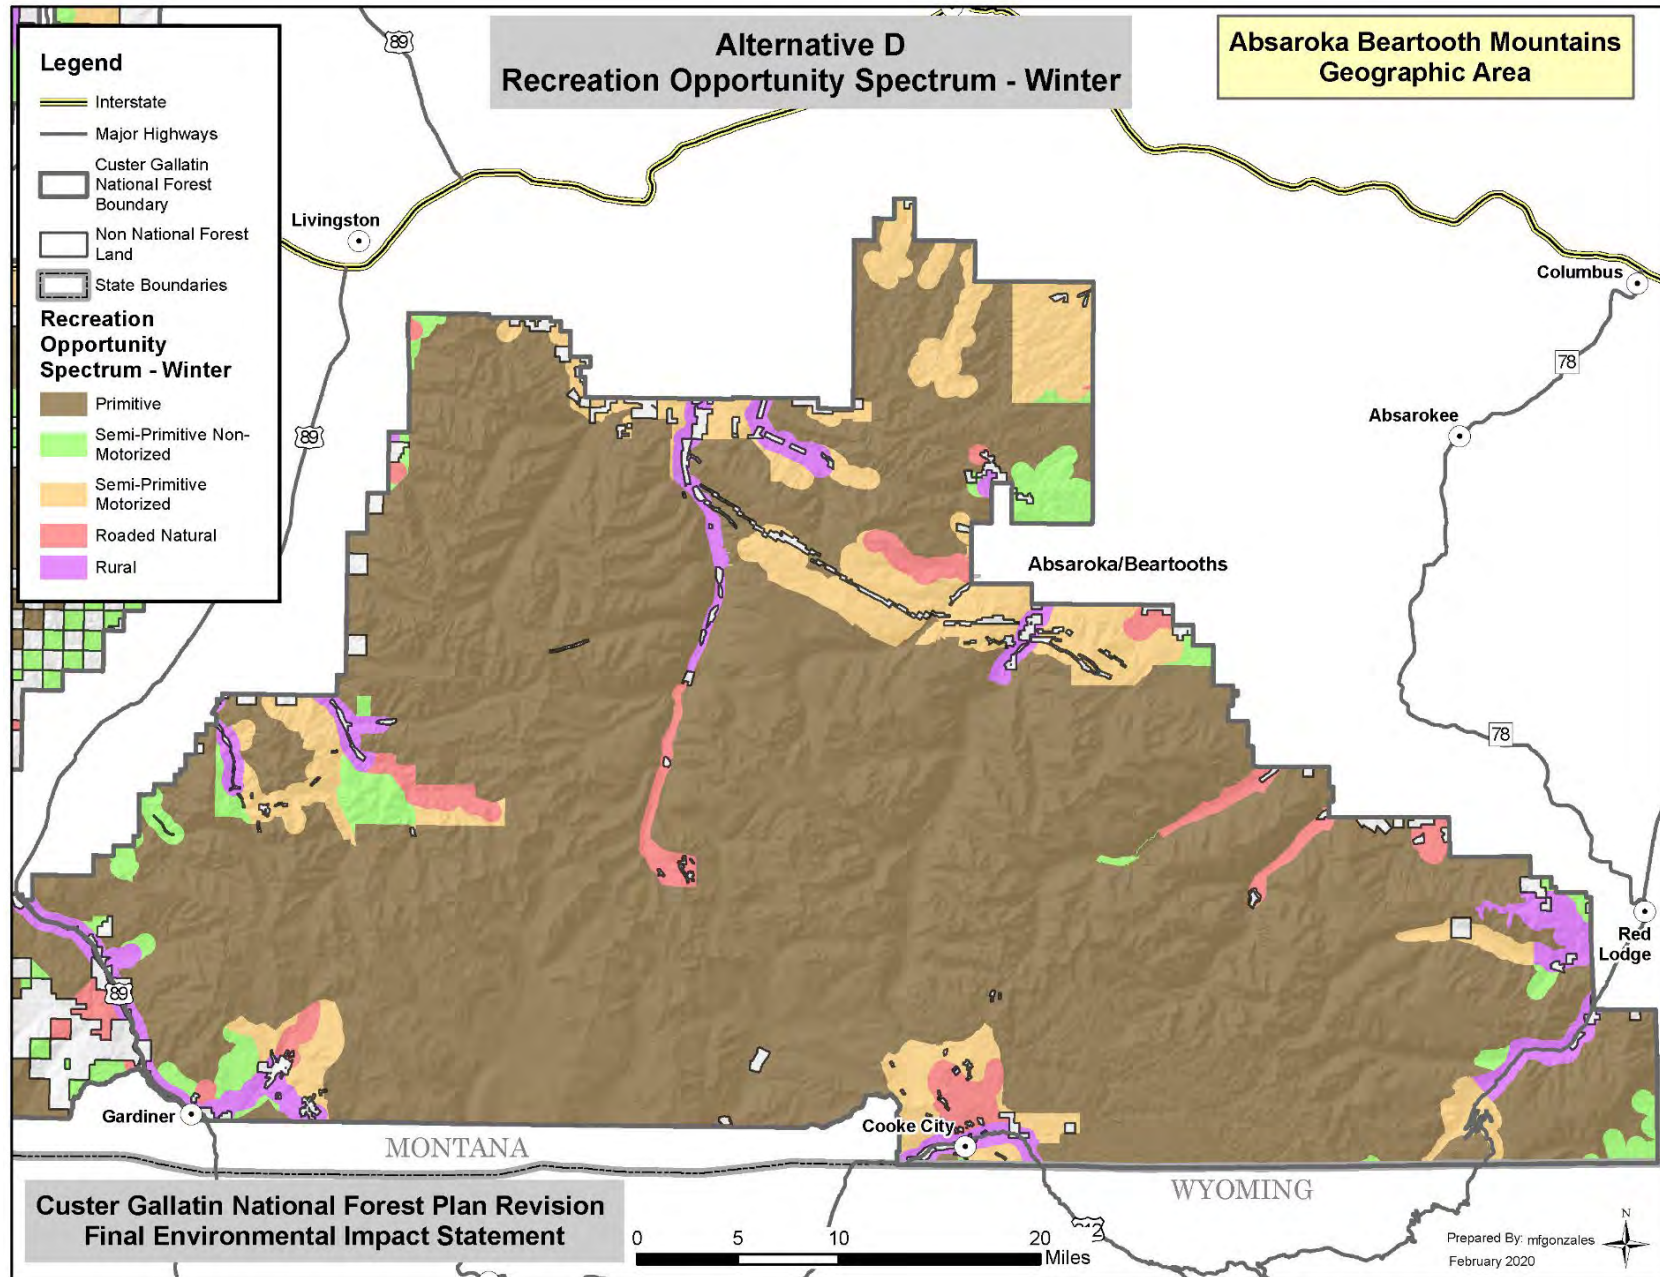 Alternative D
Recreation Opportunity Spectrum - Winter
Absaroka Beartooth Mountains
Geographic Area
Legend
Interstate
Major Highways
Custer Gallatin
National Forest
Boundary
Non National Forest
Land
State Boundaries
Recreation
Opportunity
Spectrum - Winter
Primitive
Semi-Primitive Non-
Motorized
Semi-Primitive
Motorized
Roaded Natural
Rural
89
Livingston
Columbus
78
Absarokee
89
Absaroka/Beartooths
78
Red
Lodge
89
Gardiner
Cooke City
MONTANA
WYOMING
Custer Gallatin National Forest Plan Revision
Final Environmental Impact Statement
0 5 10 20
Miles
N
Prepared By: mfgonzales
February 2020